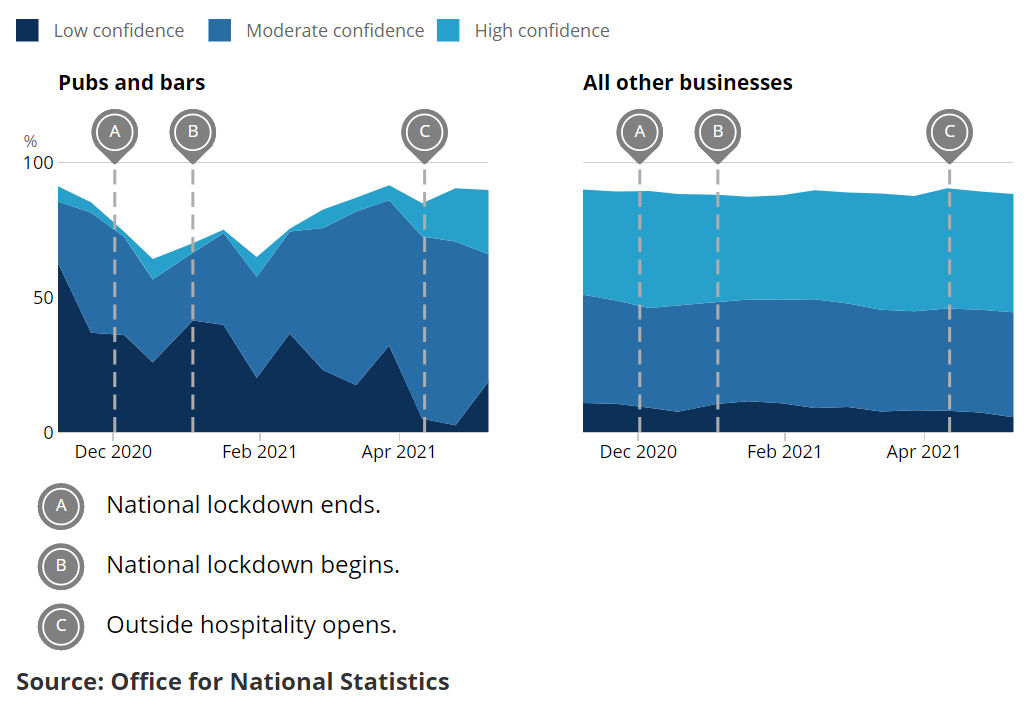 Low confidence Moderate confidence High confidence
Pubs and bars
All other businesses
A B C
A B C
%
100
50
0
Dec 2020 Feb 2021 Apr 2021
Dec 2020 Feb 2021 Apr 2021
A National lockdown ends.
B National lockdown begins.
C Outside hospitality opens.
Source: Office for National Statistics